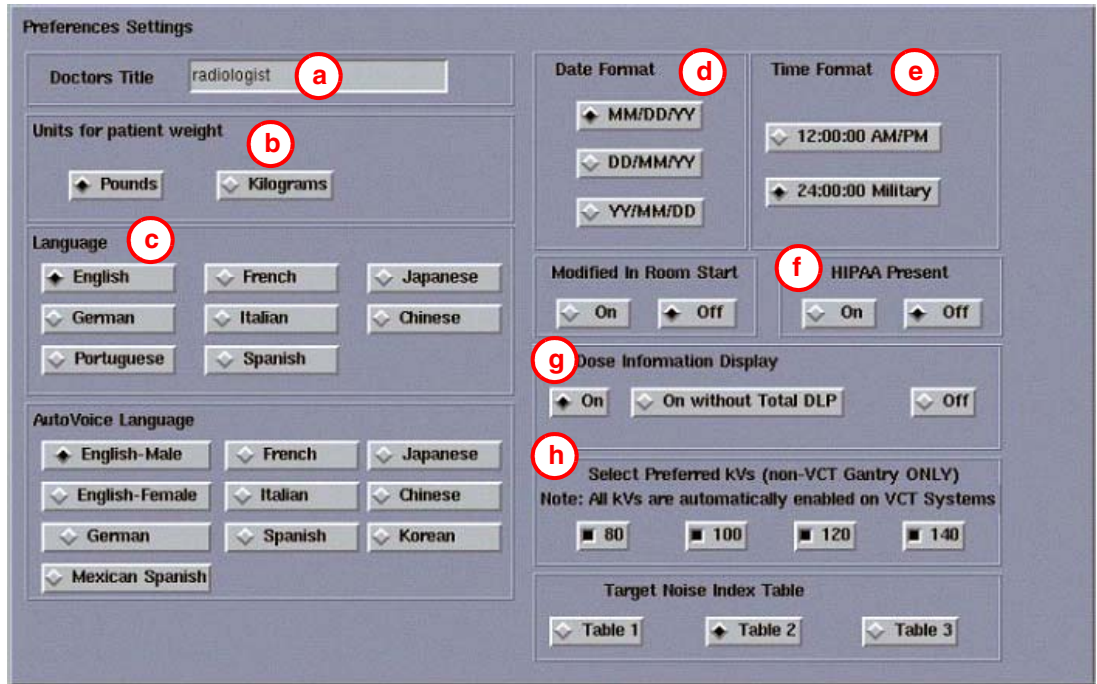 Preferences Settings
Doctors Title radiologist a
Units for patient weight
b
Pounds Kilograms
Language c
English French Japanese
German Italian Chinese
Portuguese Spanish
AutoVoice Language
English-Male French Japanese
English-Female Italian Chinese
German Spanish Korean
Mexican Spanish
Date Format d
MM/DD/YY
DD/MM/YY
YY/MM/DD
Time Format e
12:00:00 AM/PM
24:00:00 Military
Modified In Room Start
On Off
f HIPAA Present
On Off
g Dose Information Display
On On without Total DLP Off
h
Select Preferred kVs (non-VCT Gantry ONLY)
Note: All kVs are automatically enabled on VCT Systems
80 100 120 140
Target Noise Index Table
Table 1 Table 2 Table 3